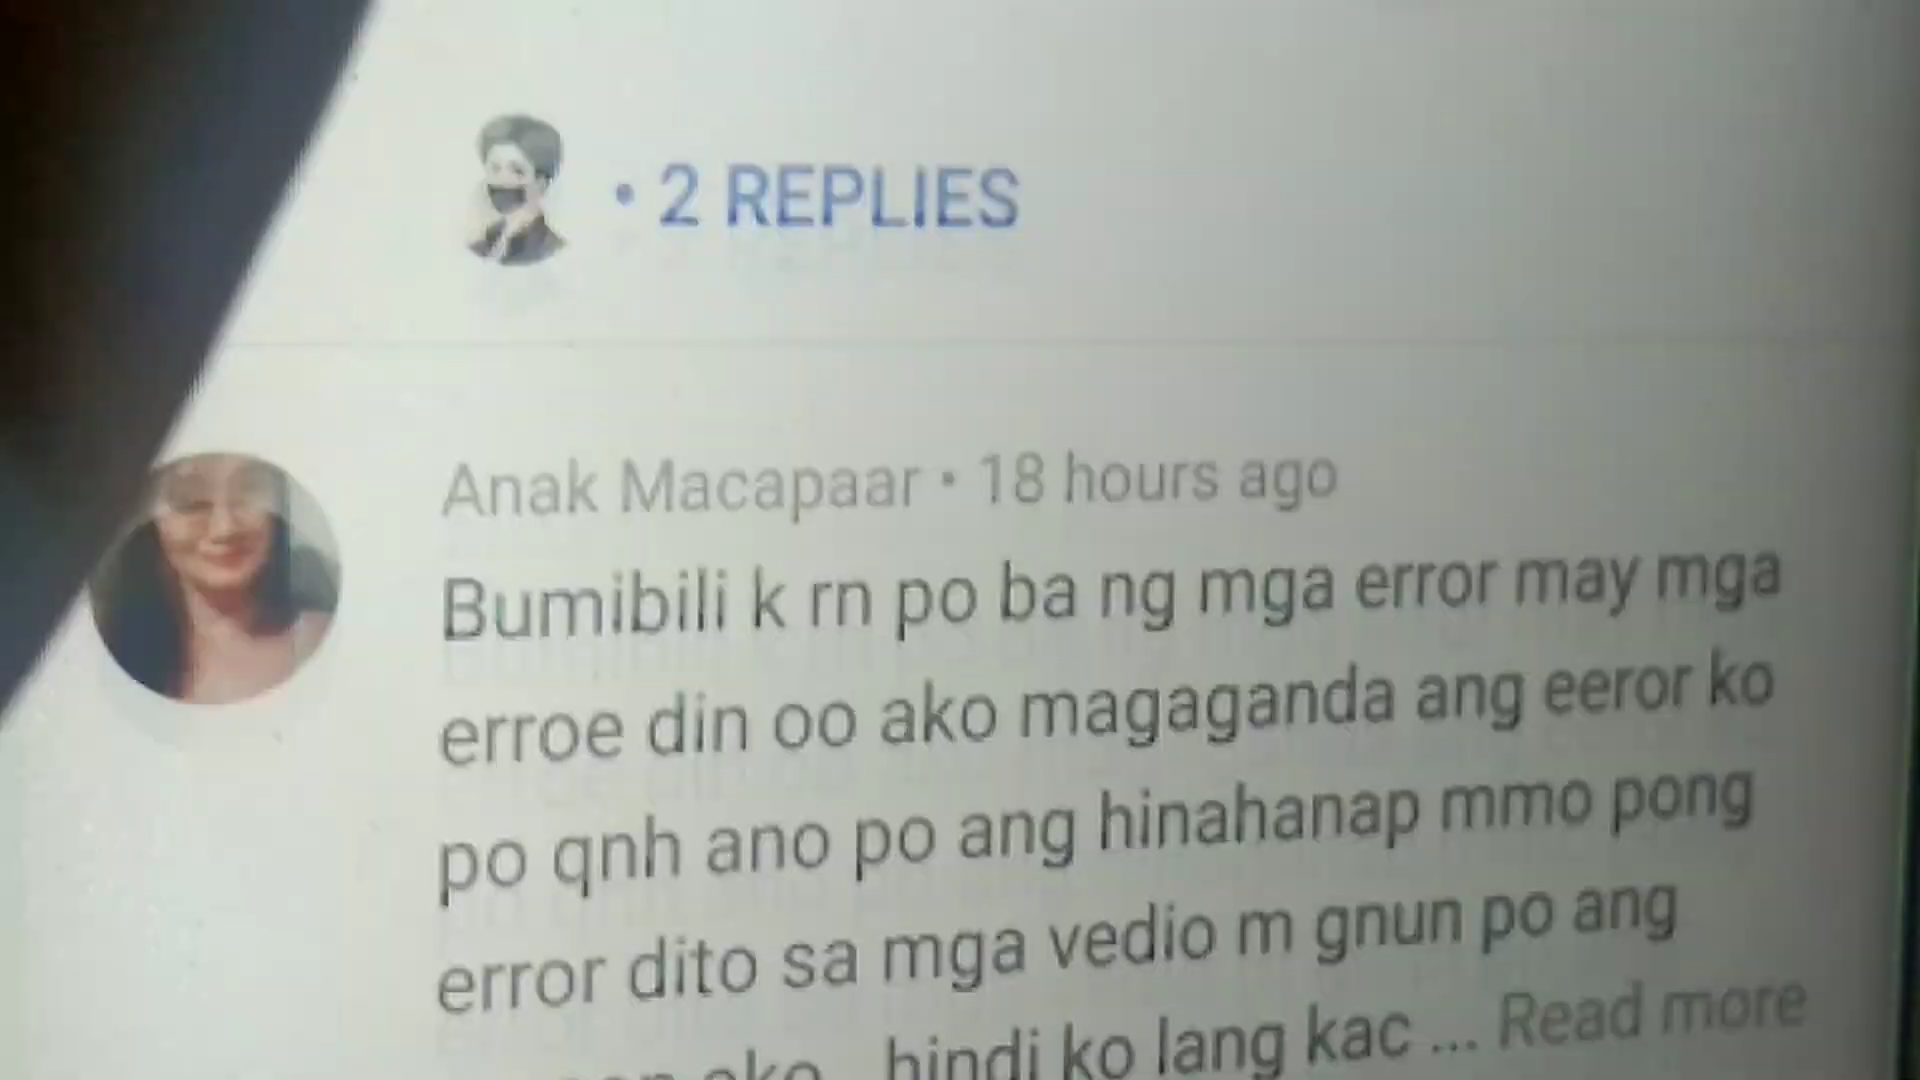 • 2 REPLIES
Anak Macapaar • 18 hours ago
Bumibili k rn po ba ng mga error may mga
erroe din oo ako magaganda ang eeror ko
po qnh ano po ang hinahanap mmo pong
error dito sa mga vedio m gnun po ang
ako hindi ko lang kac ... Read more